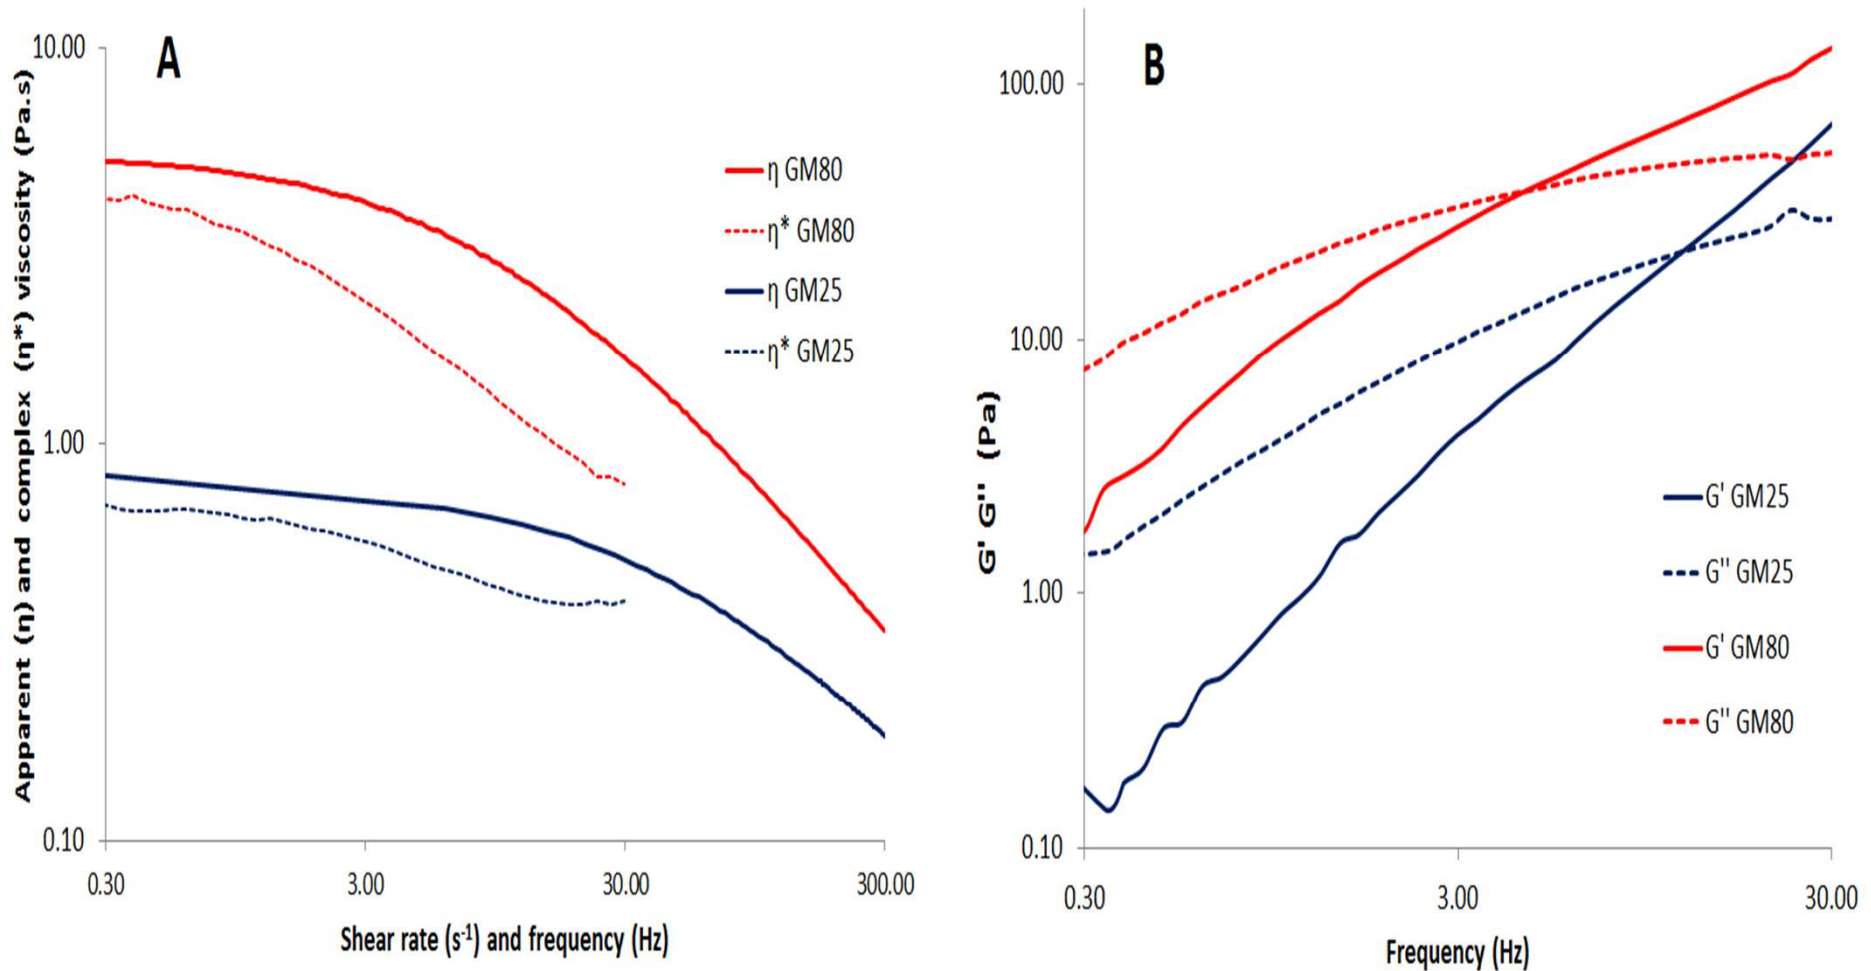 A
Apparent (η) and complex (η*) viscosity (Pa.s)
10.00
1.00
0.10
0.30
3.00
30.00
300.00
Shear rate (s-1) and frequency (Hz)
η GM80
η* GM80
η GM25
η* GM25
B
G' G'' (Pa)
100.00
10.00
1.00
0.10
0.30
3.00
30.00
Frequency (Hz)
G' GM25
G'' GM25
G' GM80
G'' GM80